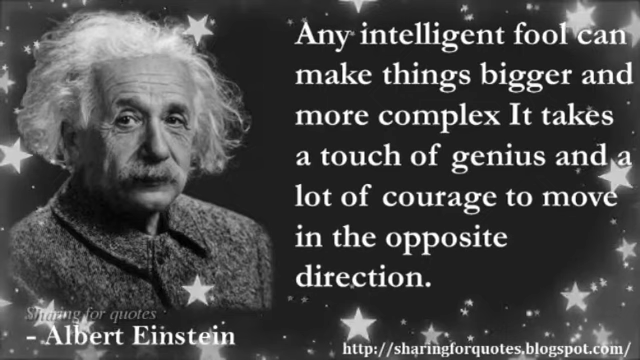 Any intelligent fool can
make things bigger and
more complex It takes
a touch of genius and a
lot of courage to move
in the opposite
direction.
Sharing for quotes
- Albert Einstein
http://sharingforquotes.blogspot.com/